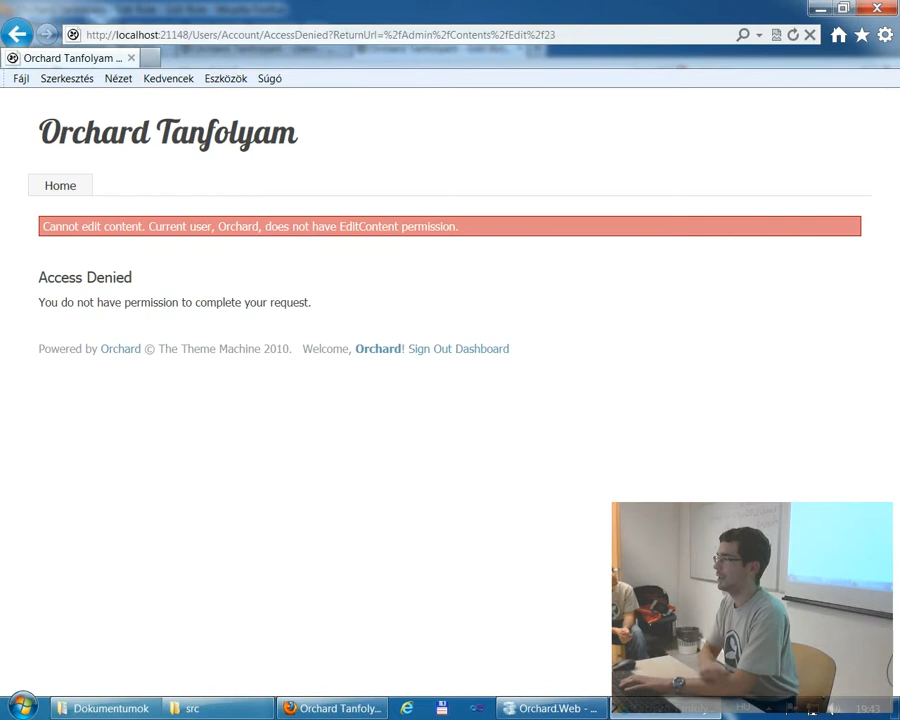 http://localhost:21148/Users/Account/AccessDenied?ReturnUrl=%2fAdmin%2fContents%2fEdit%2f23
Orchard Tanfolyam ...
Fájl Szerkesztés Nézet Kedvencek Eszközök Súgó
Orchard Tanfolyam
Home
Cannot edit content. Current user, Orchard, does not have EditContent permission.
Access Denied
You do not have permission to complete your request.
Powered by Orchard © The Theme Machine 2010. Welcome, Orchard! Sign Out Dashboard
Dokumentumok src Orchard Tanfoly... Orchard.Web - ... HU 19:43